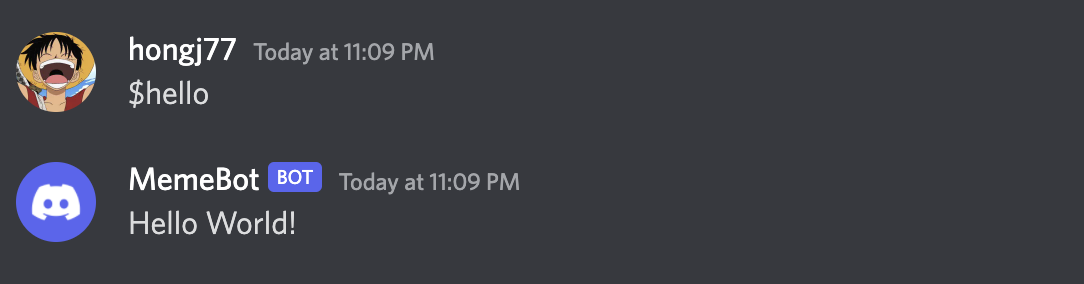 hongj77 Today at 11:09 PM
$hello
MemeBot BOT Today at 11:09 PM
Hello World!